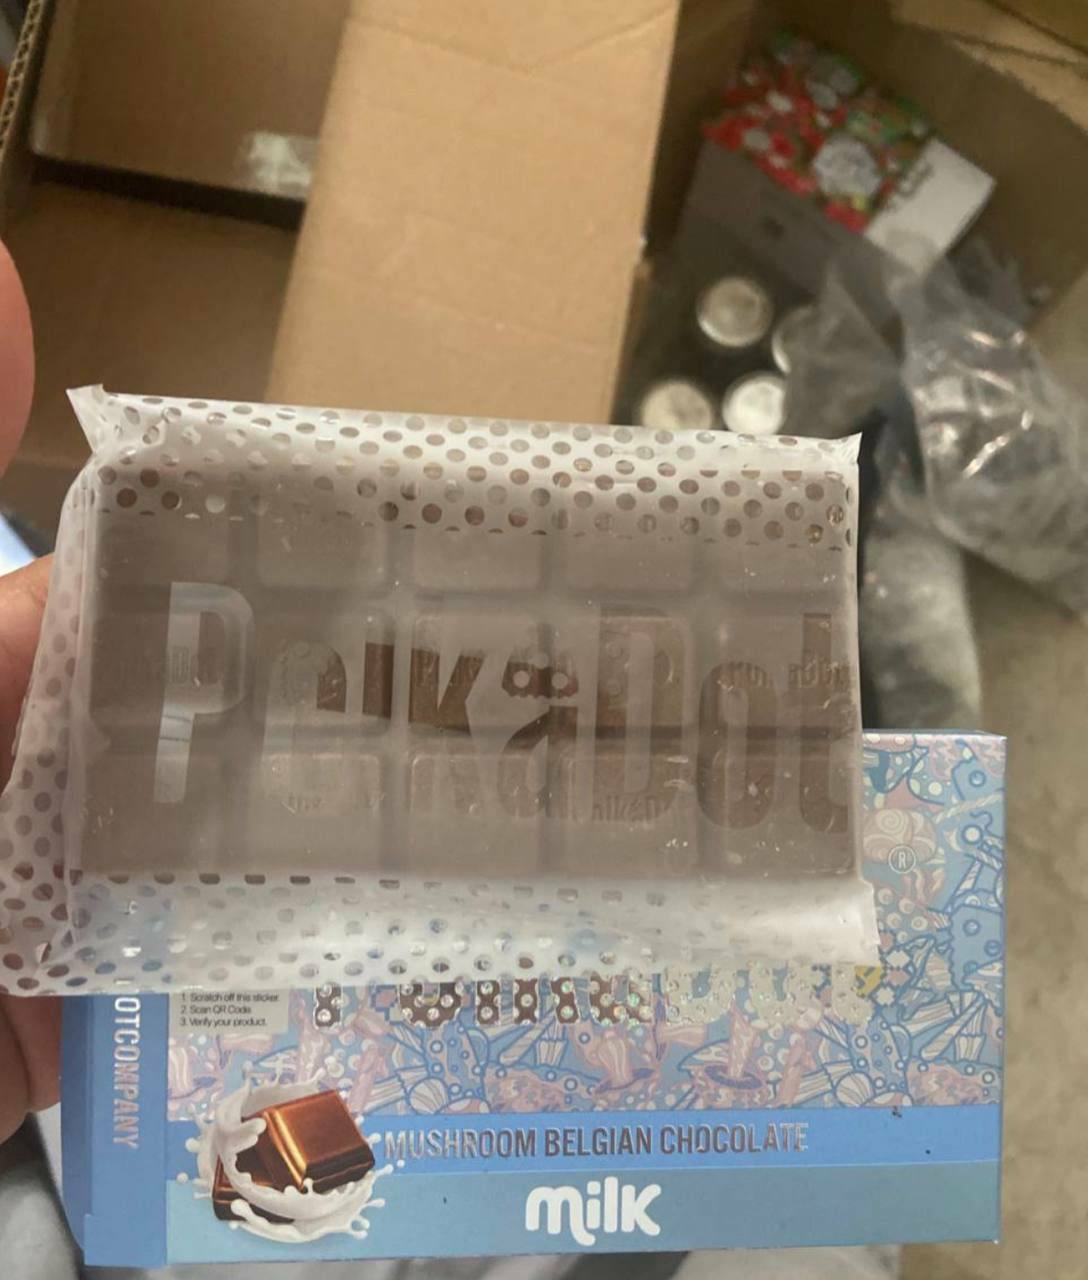 PolkaDot
®
1. Scratch off this sticker.
2. Scan QR Code.
3. Verify your product.
PolkaDot
OTCOMPANY
MUSHROOM BELGIAN CHOCOLATE
milk